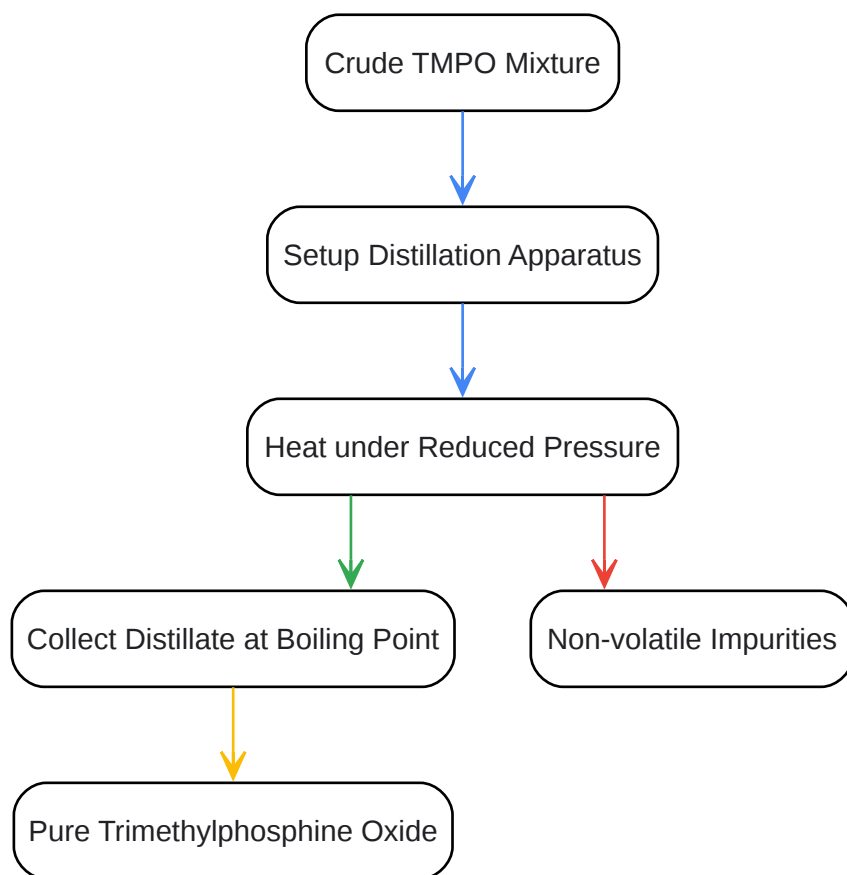 Crude TMPO Mixture
Setup Distillation Apparatus
Heat under Reduced Pressure
Collect Distillate at Boiling Point
Non-volatile Impurities
Pure Trimethylphosphine Oxide